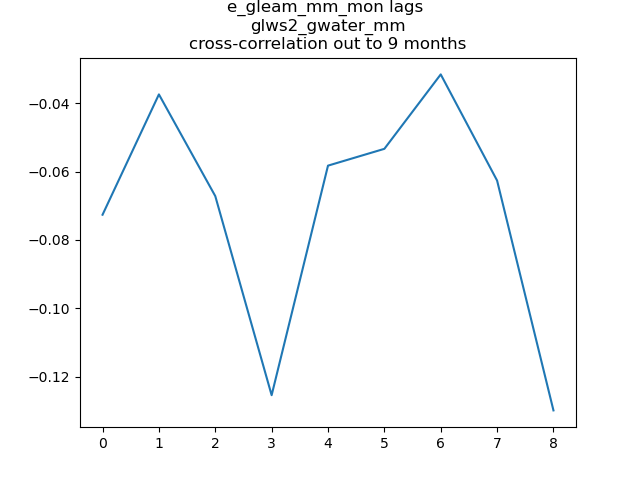 e_gleam_mm_mon lags
glws2_gwater_mm
cross-correlation out to 9 months
−0.04
−0.06
−0.08
−0.10
−0.12
0 1 2 3 4 5 6 7 8